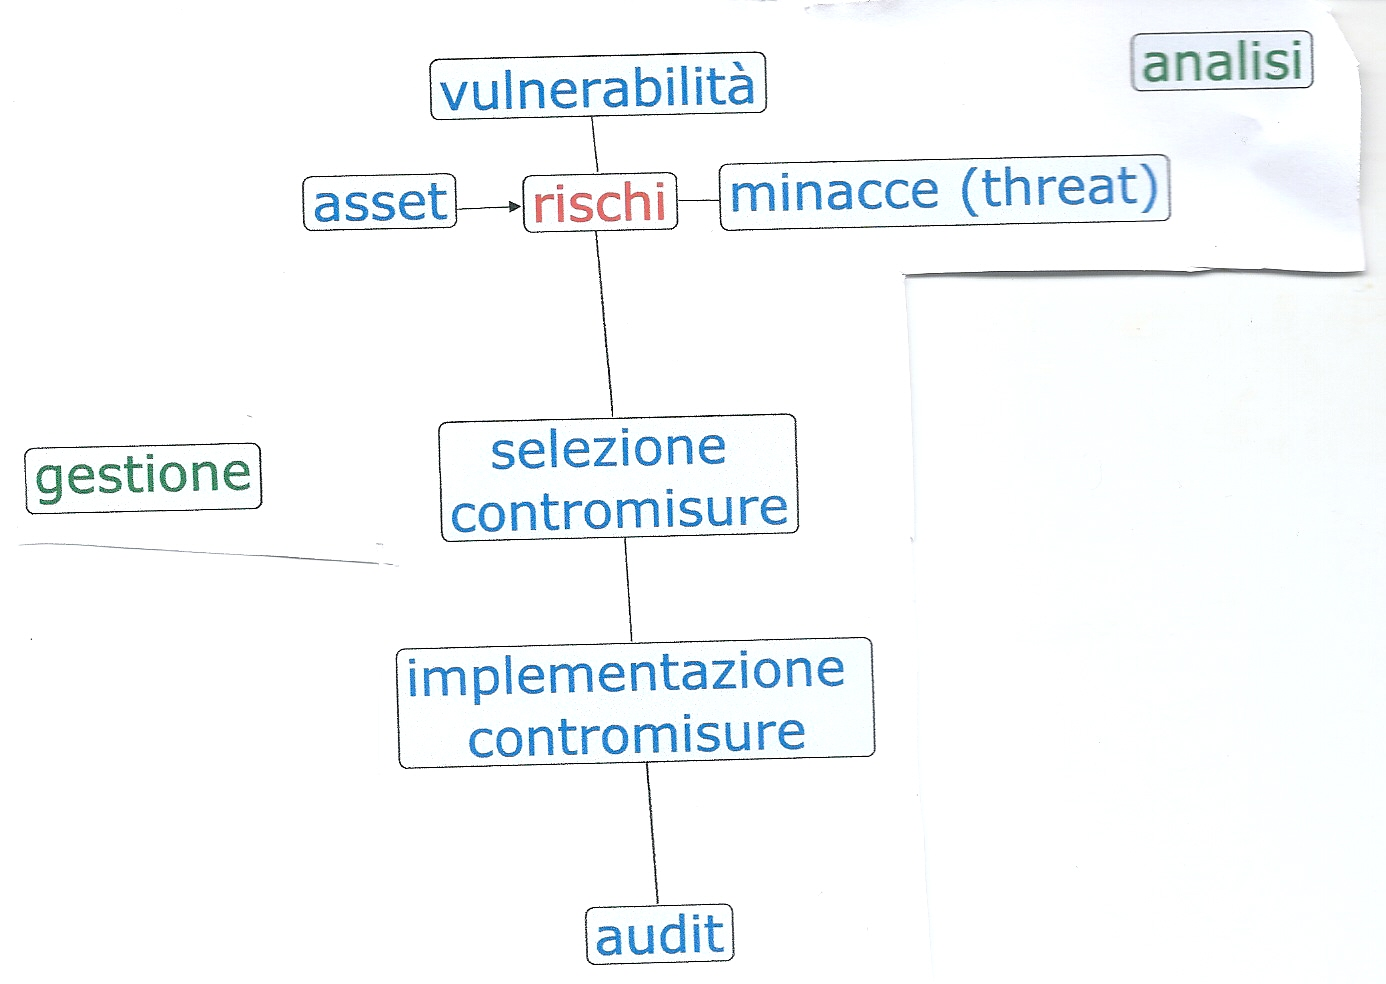 analisi
vulnerabilità
asset
rischi
minacce (threat)
gestione
selezione
contromisure
implementazione
contromisure
audit